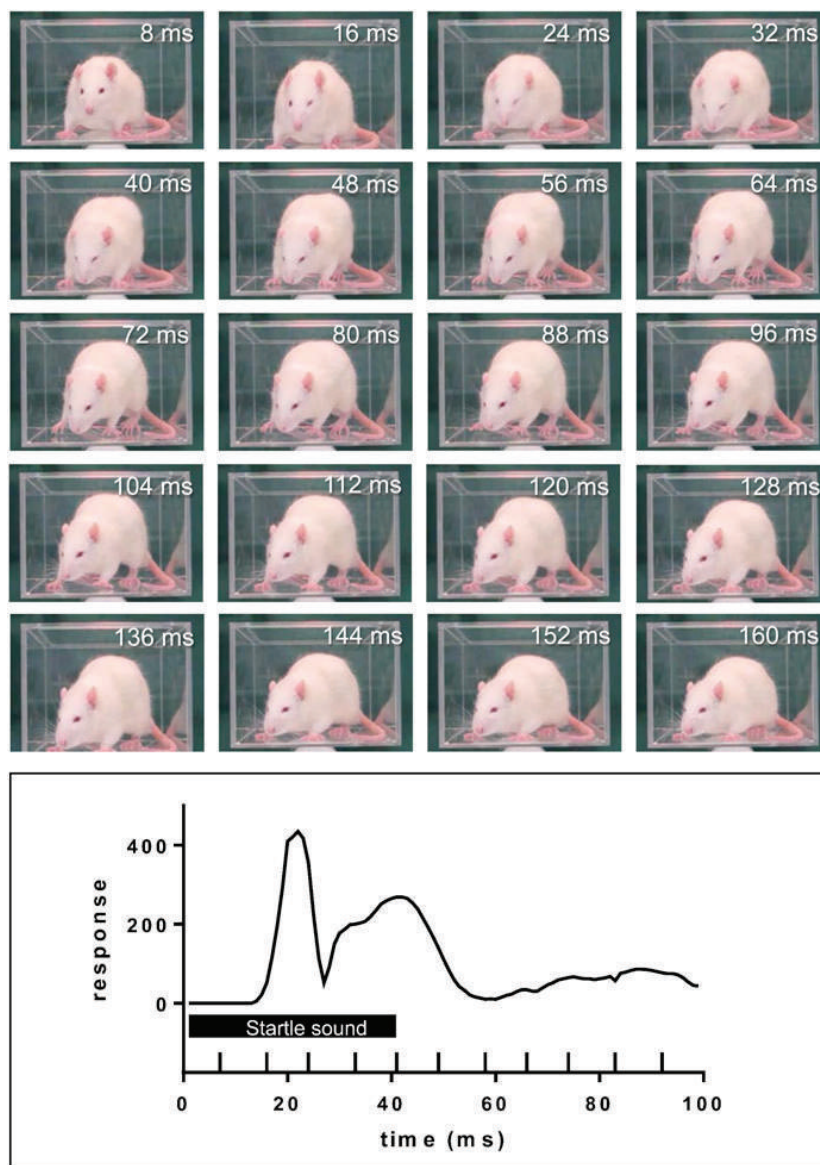 8 ms 16 ms 24 ms 32 ms
40 ms 48 ms 56 ms 64 ms
72 ms 80 ms 88 ms 96 ms
104 ms 112 ms 120 ms 128 ms
136 ms 144 ms 152 ms 160 ms
400
200
0
response
Startle sound
0 20 40 60 80 100
time (ms)